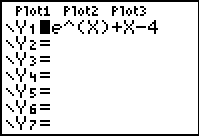 Plot1 Plot2 Plot3
\Y₁■e^(X)+X-4
\Y₂=
\Y₃=
\Y₄=
\Y₅=
\Y₆=
\Y₇=